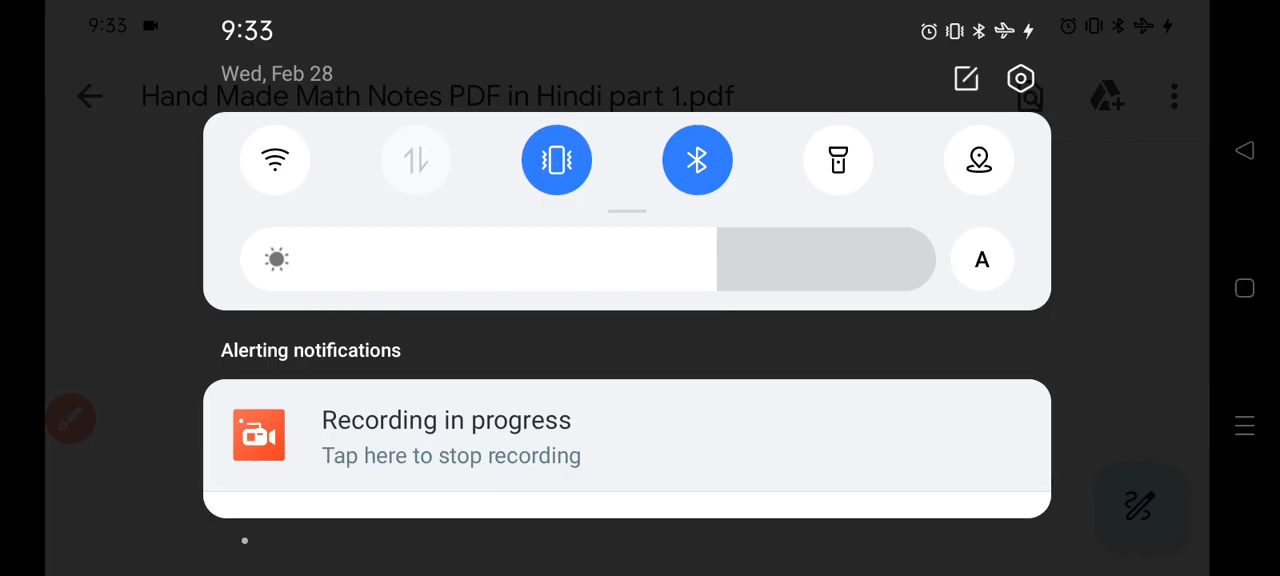 9:33
9:33
Wed, Feb 28
Hand Made Math Notes PDF in Hindi part 1.pdf
A
Alerting notifications
Recording in progress
Tap here to stop recording